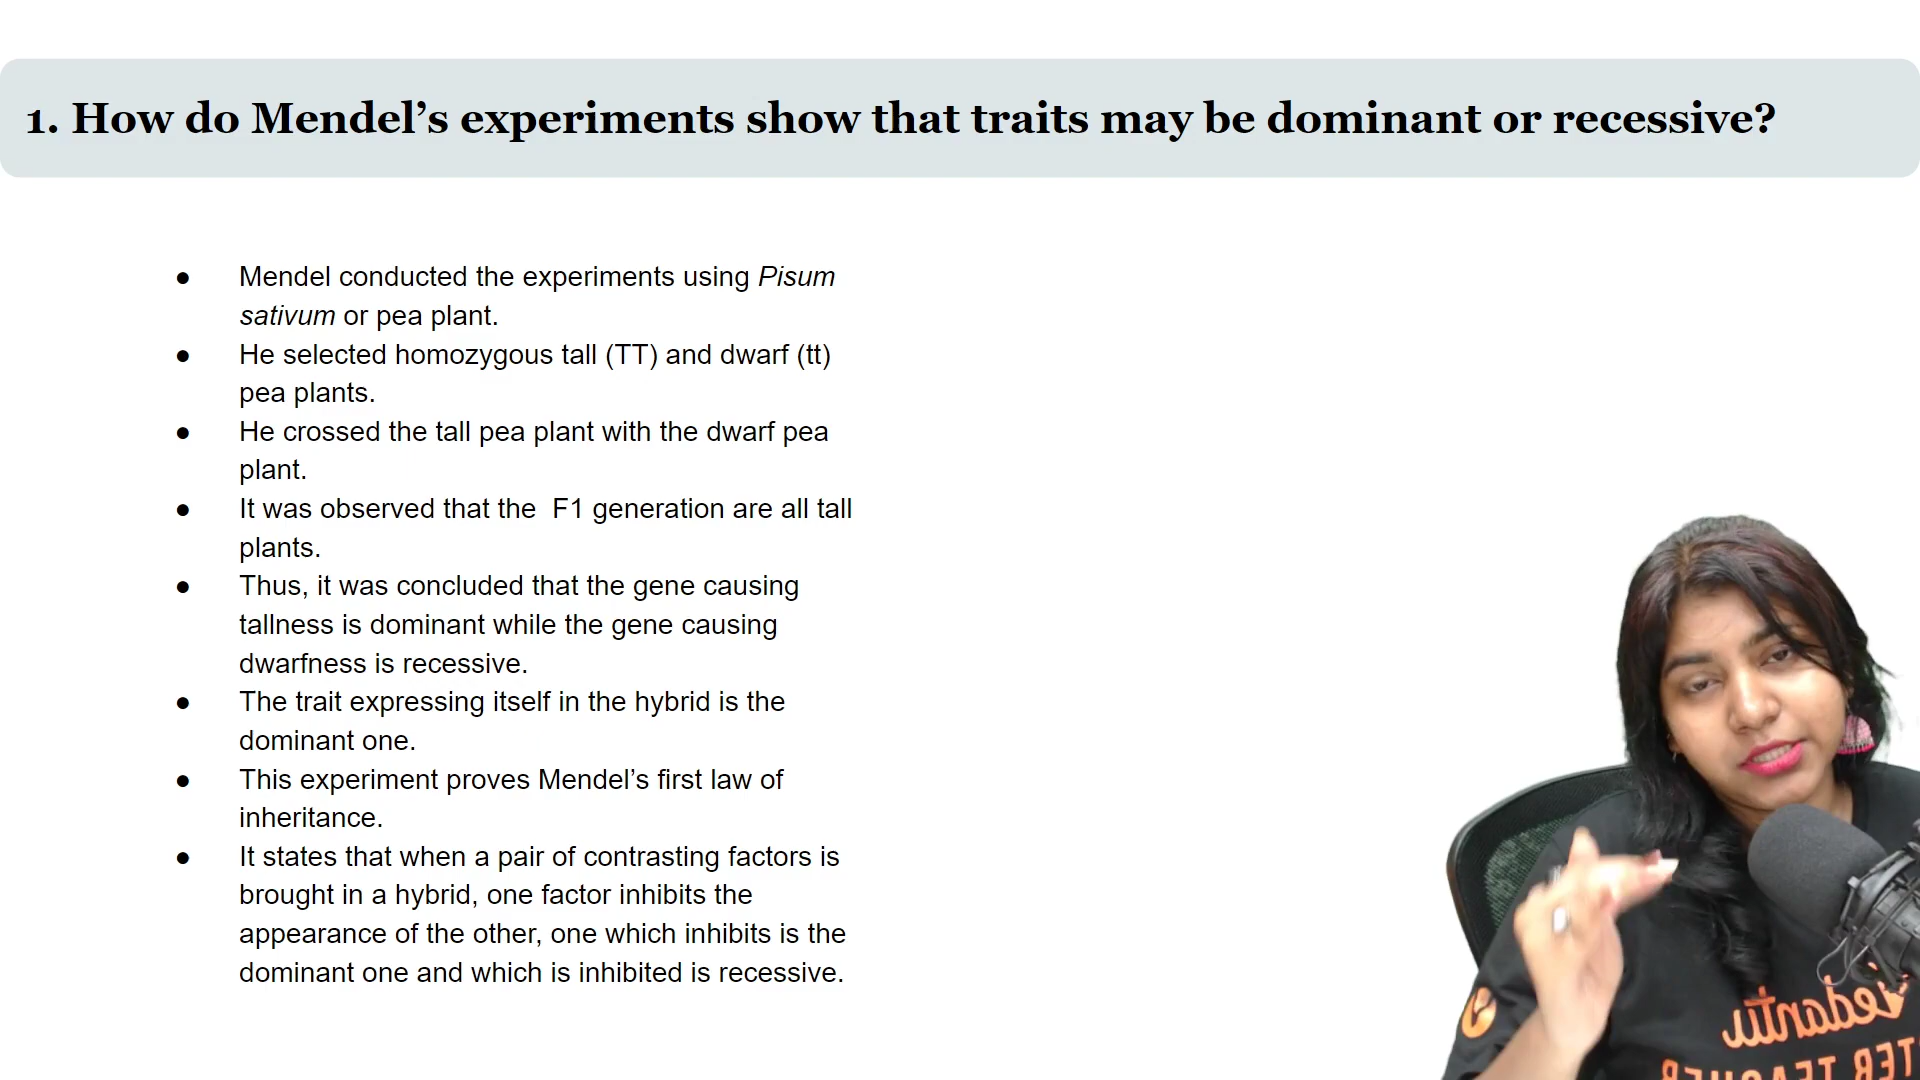 1. How do Mendel’s experiments show that traits may be dominant or recessive?
● Mendel conducted the experiments using Pisum
sativum or pea plant.
● He selected homozygous tall (TT) and dwarf (tt)
pea plants.
● He crossed the tall pea plant with the dwarf pea
plant.
● It was observed that the  F1 generation are all tall
plants.
● Thus, it was concluded that the gene causing
tallness is dominant while the gene causing
dwarfness is recessive.
● The trait expressing itself in the hybrid is the
dominant one.
● This experiment proves Mendel’s first law of
inheritance.
● It states that when a pair of contrasting factors is
brought in a hybrid, one factor inhibits the
appearance of the other, one which inhibits is the
dominant one and which is inhibited is recessive.
Vedantu